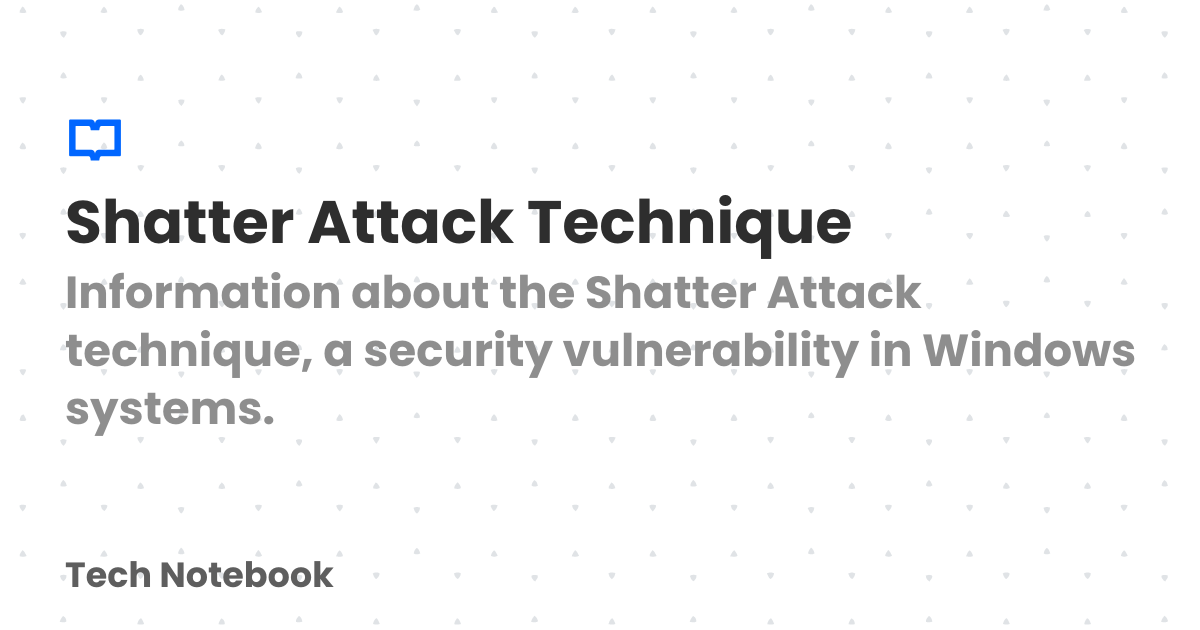 Shatter Attack Technique
Information about the Shatter Attack
technique, a security vulnerability in Windows
systems.
Tech Notebook